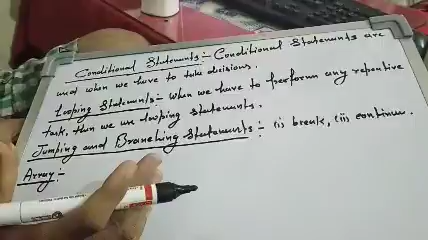 Conditional Statements:- Conditional Statements are
used when we have to take decisions.
Looping Statements:- When we have to perform any repeative
task, then we use looping statements.
Jumping and Branching Statements:- (i) break, (ii) continue.
Array:-